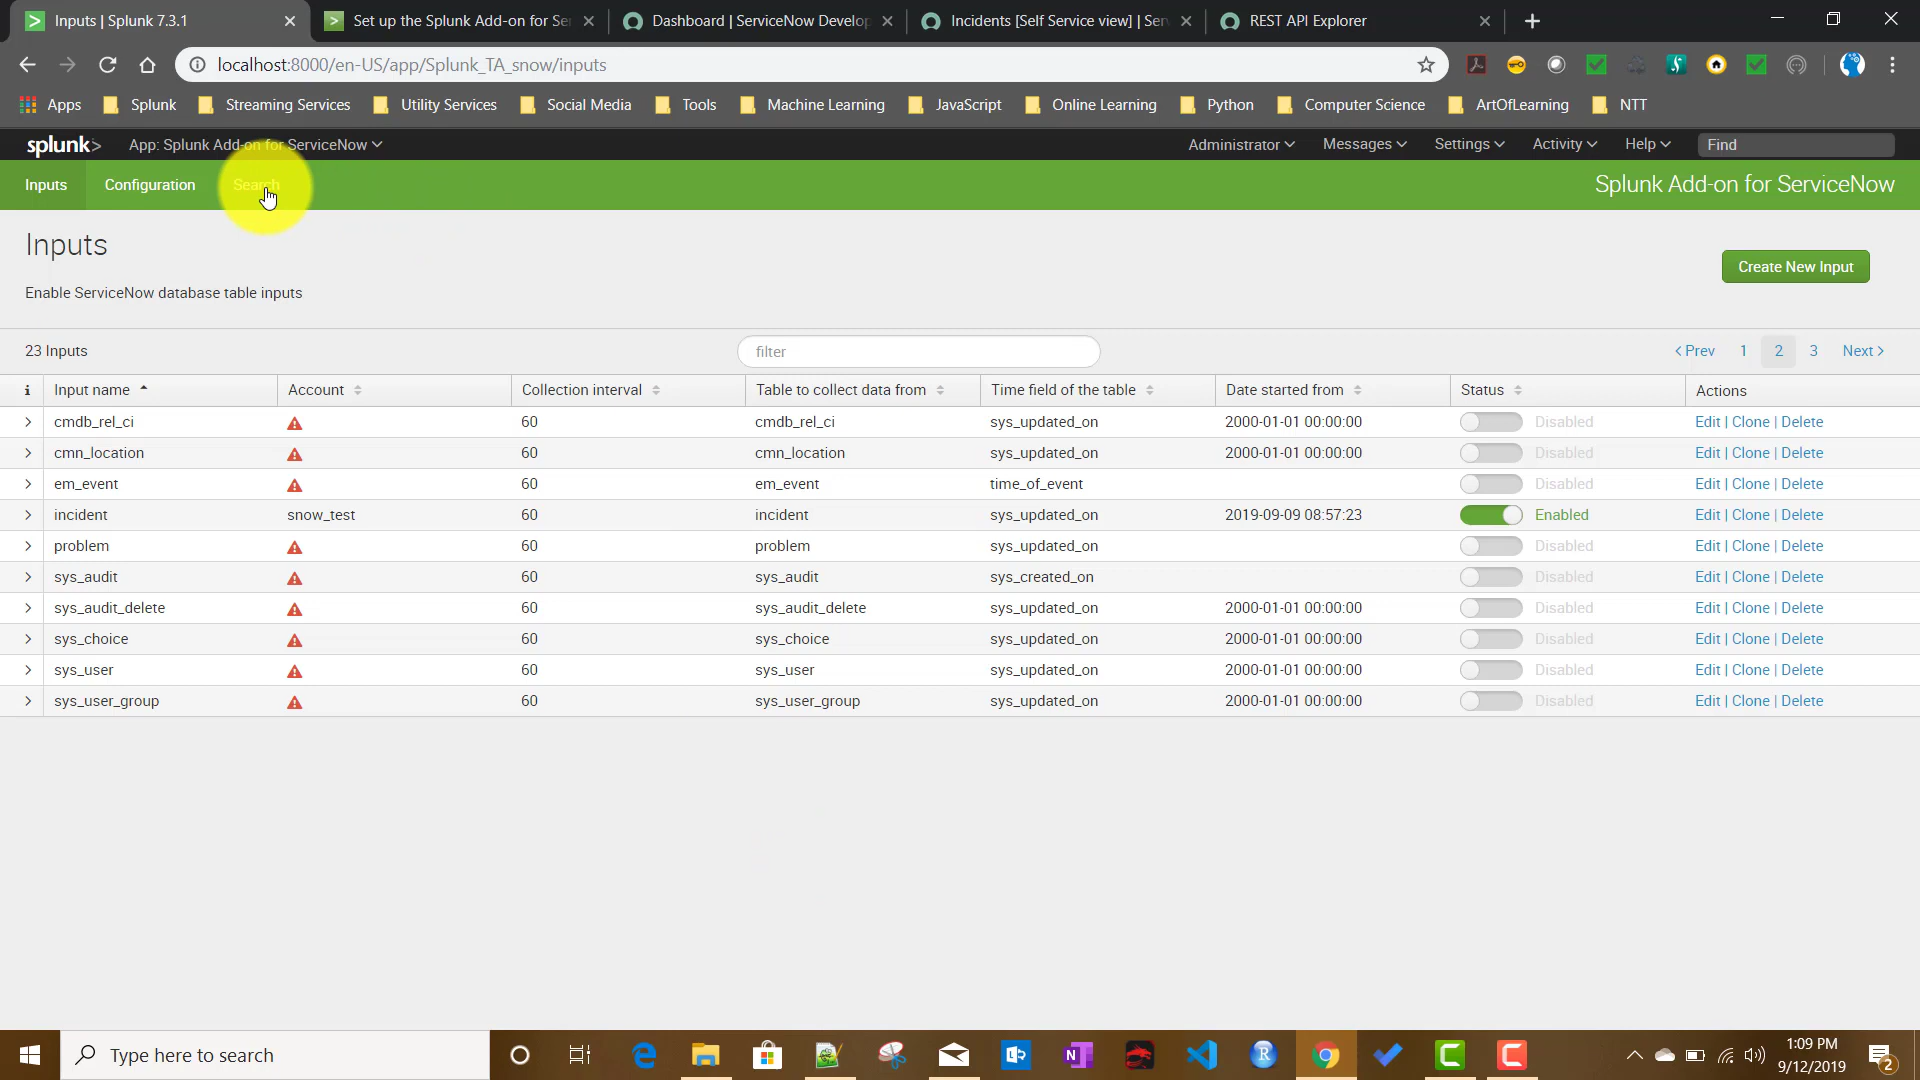 Inputs | Splunk 7.3.1
Set up the Splunk Add-on for Se
Dashboard | ServiceNow Develop
Incidents [Self Service view] | Serv
REST API Explorer
localhost:8000/en-US/app/Splunk_TA_snow/inputs
Apps Splunk Streaming Services Utility Services Social Media Tools Machine Learning JavaScript Online Learning Python Computer Science ArtOfLearning NTT
splunk> App: Splunk Add-on for ServiceNow Administrator Messages Settings Activity Help Find
Inputs Configuration Search Splunk Add-on for ServiceNow
Inputs
Create New Input
Enable ServiceNow database table inputs
23 Inputs filter < Prev 1 2 3 Next >
i Input name Account Collection interval Table to collect data from Time field of the table Date started from Status Actions
cmdb_rel_ci 60 cmdb_rel_ci sys_updated_on 2000-01-01 00:00:00 Disabled Edit | Clone | Delete
cmn_location 60 cmn_location sys_updated_on 2000-01-01 00:00:00 Disabled Edit | Clone | Delete
em_event 60 em_event time_of_event Disabled Edit | Clone | Delete
incident snow_test 60 incident sys_updated_on 2019-09-09 08:57:23 Enabled Edit | Clone | Delete
problem 60 problem sys_updated_on Disabled Edit | Clone | Delete
sys_audit 60 sys_audit sys_created_on Disabled Edit | Clone | Delete
sys_audit_delete 60 sys_audit_delete sys_updated_on 2000-01-01 00:00:00 Disabled Edit | Clone | Delete
sys_choice 60 sys_choice sys_updated_on 2000-01-01 00:00:00 Disabled Edit | Clone | Delete
sys_user 60 sys_user sys_updated_on 2000-01-01 00:00:00 Disabled Edit | Clone | Delete
sys_user_group 60 sys_user_group sys_updated_on 2000-01-01 00:00:00 Disabled Edit | Clone | Delete
Type here to search
1:09 PM
9/12/2019
2